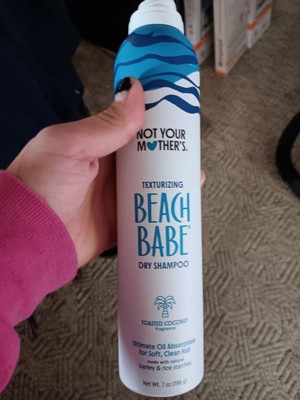 NOT YOUR
MOTHER'S.
TEXTURIZING
BEACH
BABE®
DRY SHAMPOO
TOASTED COCONUT
fragrance
Ultimate Oil Absorption
for Soft, Clean Hair
made with natural
barley & rice starches
Net Wt. 7 oz (198 g)